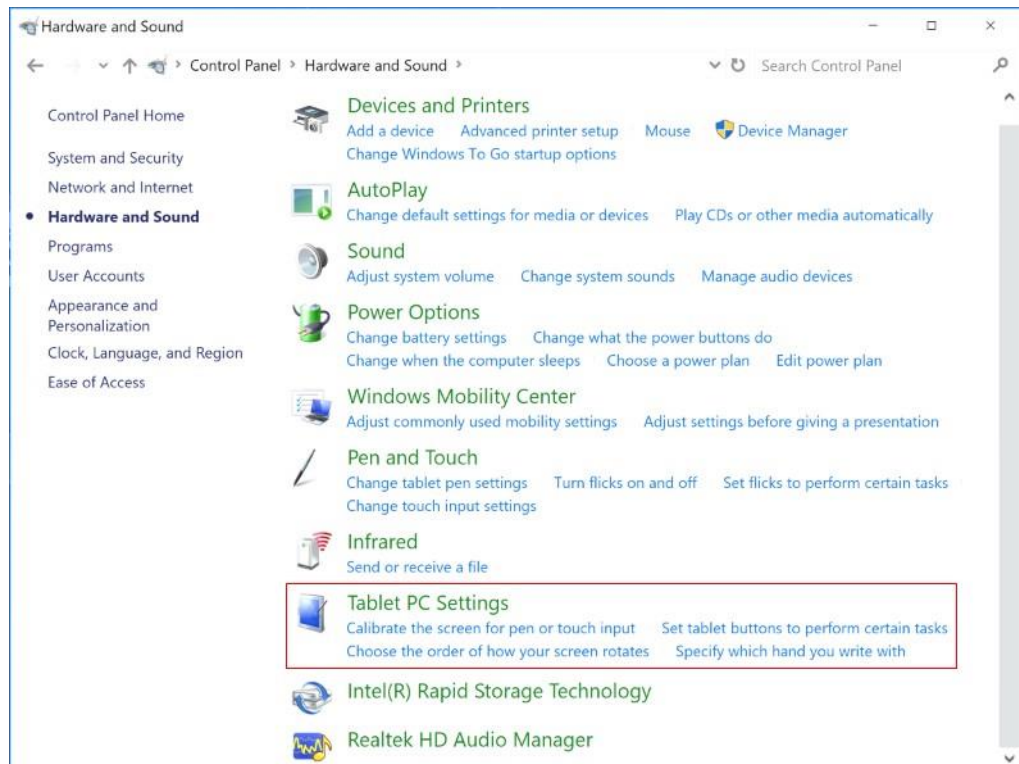 Hardware and Sound
Control Panel > Hardware and Sound >
Search Control Panel
Control Panel Home
System and Security
Network and Internet
Hardware and Sound
Programs
User Accounts
Appearance and
Personalization
Clock, Language, and Region
Ease of Access
Devices and Printers
Add a device Advanced printer setup Mouse Device Manager
Change Windows To Go startup options
AutoPlay
Change default settings for media or devices Play CDs or other media automatically
Sound
Adjust system volume Change system sounds Manage audio devices
Power Options
Change battery settings Change what the power buttons do
Change when the computer sleeps Choose a power plan Edit power plan
Windows Mobility Center
Adjust commonly used mobility settings Adjust settings before giving a presentation
Pen and Touch
Change tablet pen settings Turn flicks on and off Set flicks to perform certain tasks
Change touch input settings
Infrared
Send or receive a file
Tablet PC Settings
Calibrate the screen for pen or touch input Set tablet buttons to perform certain tasks
Choose the order of how your screen rotates Specify which hand you write with
Intel(R) Rapid Storage Technology
Realtek HD Audio Manager